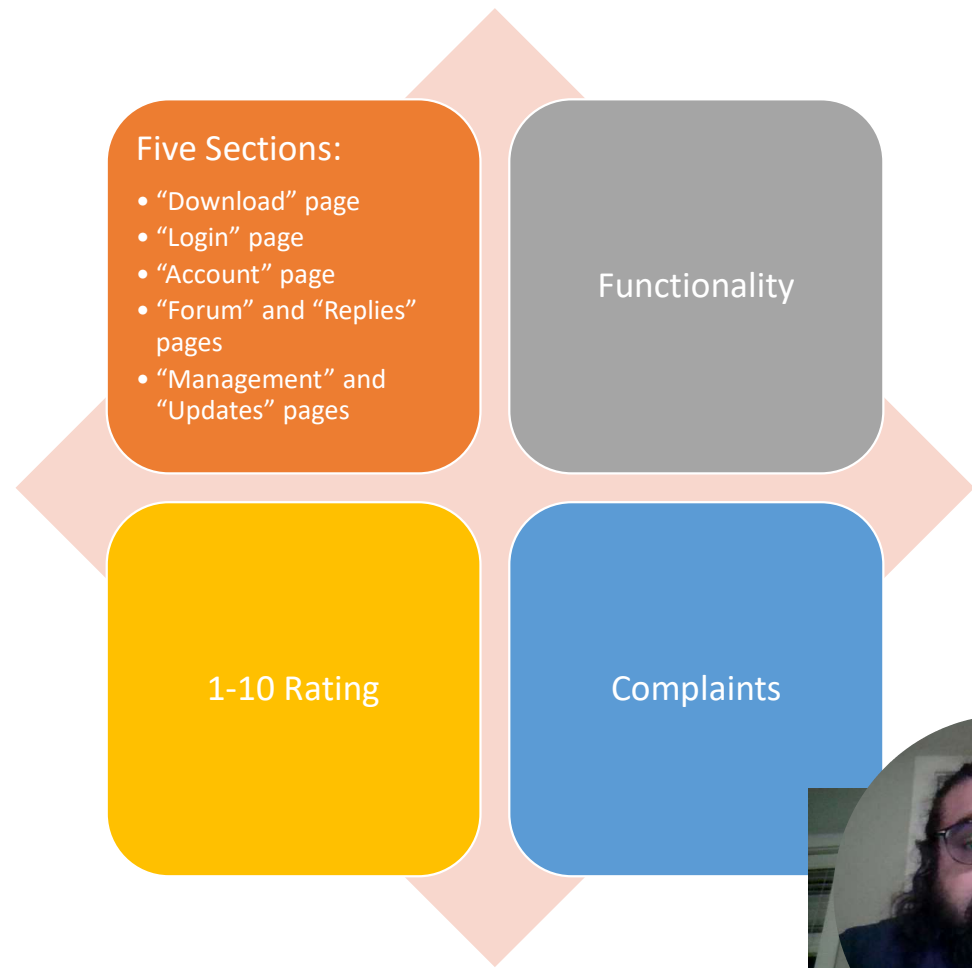 Five Sections:
• “Download” page
• “Login” page
• “Account” page
• “Forum” and “Replies”
pages
• “Management” and
“Updates” pages
Functionality
1-10 Rating
Complaints